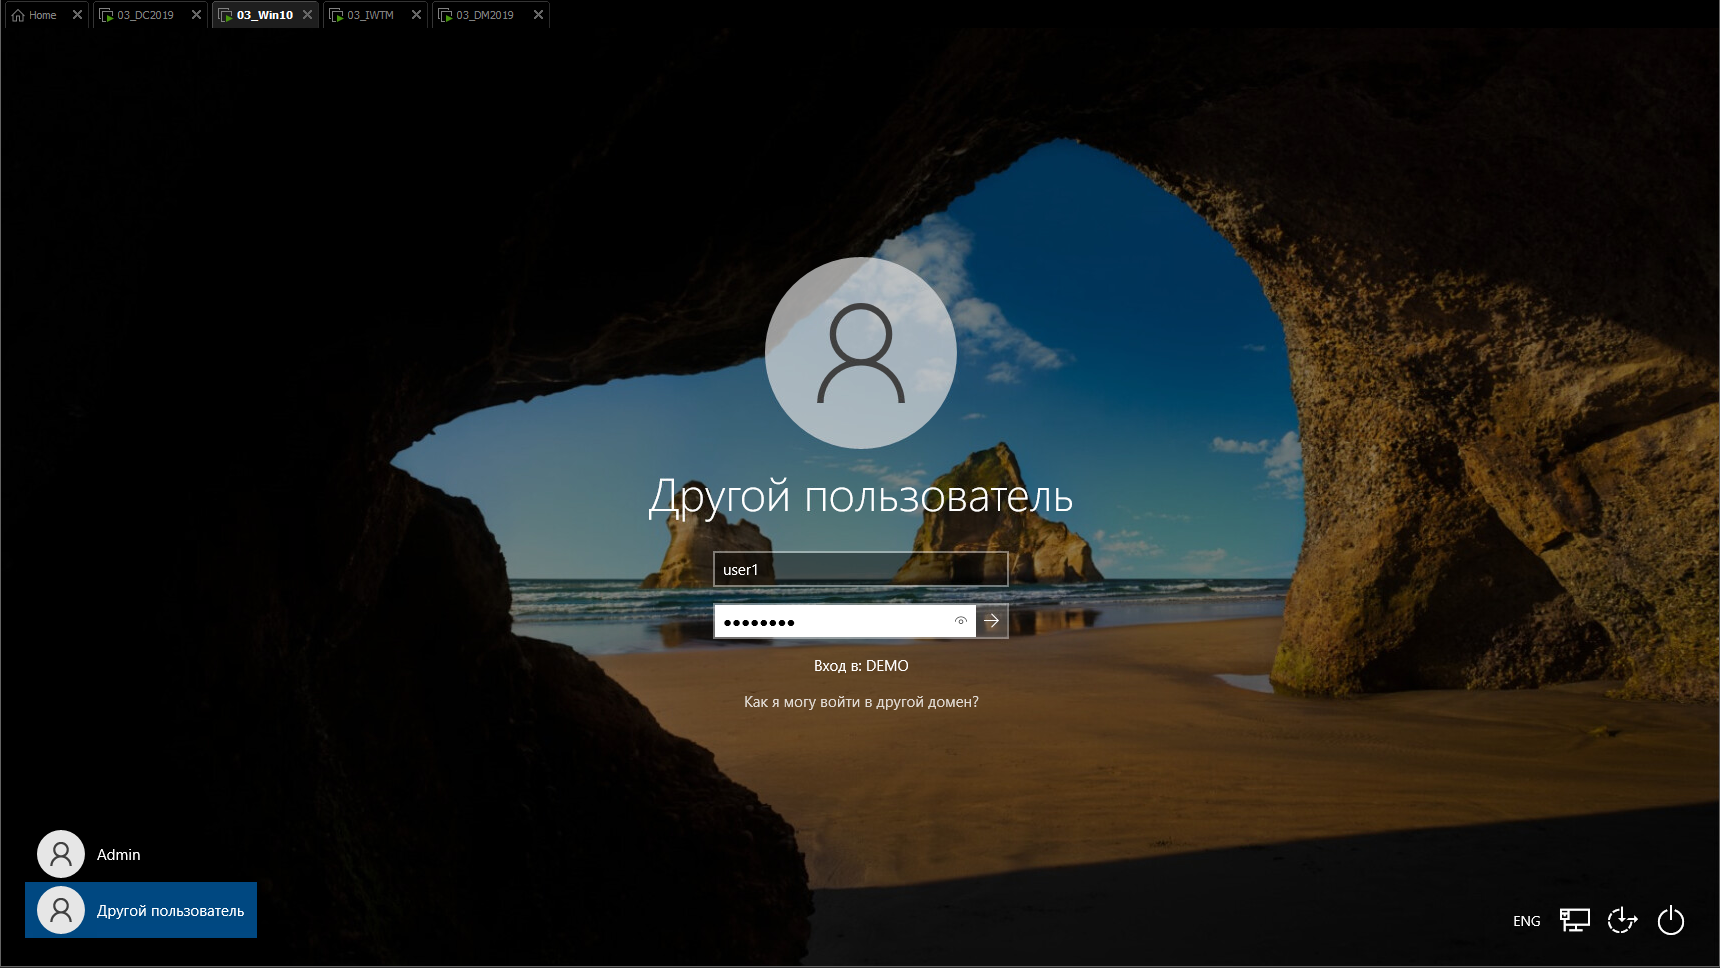 Home
03_DC2019
03_Win10
03_IWTM
03_DM2019
Другой пользователь
user1
••••••••
Вход в: DEMO
Как я могу войти в другой домен?
Admin
Другой пользователь
ENG